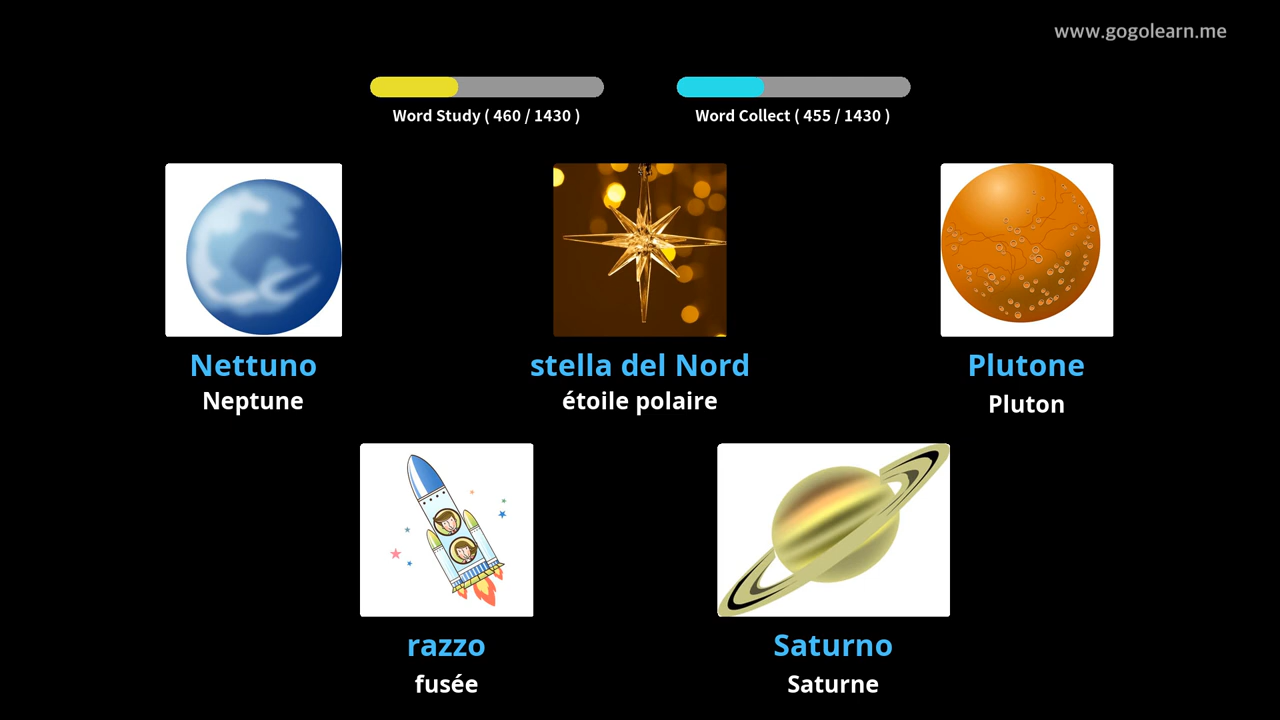 www.gogolearn.me
Word Study ( 460 / 1430 )
Word Collect ( 455 / 1430 )
Nettuno
Neptune
stella del Nord
étoile polaire
Plutone
Pluton
razzo
fusée
Saturno
Saturne